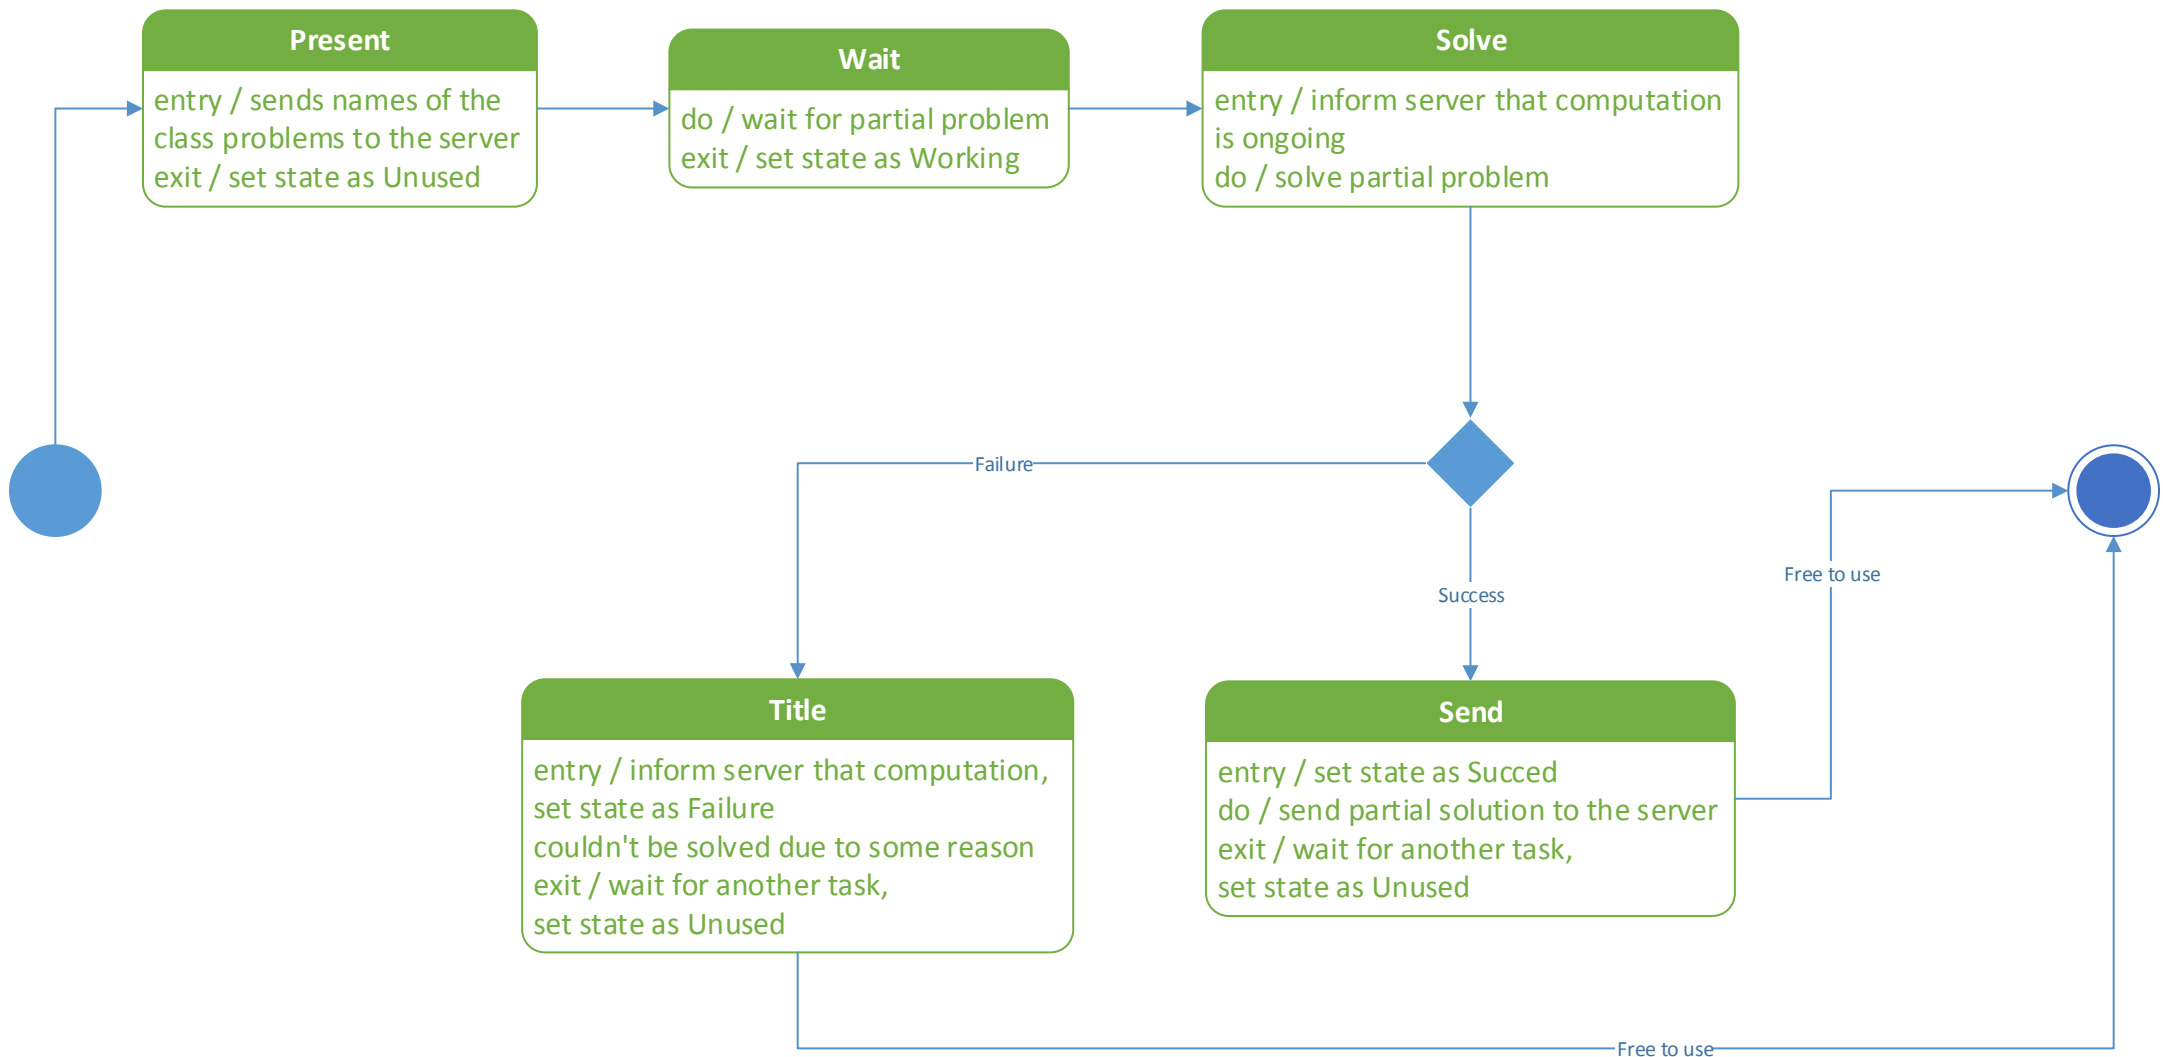 Present
entry / sends names of the
class problems to the server
exit / set state as Unused
Wait
do / wait for partial problem
exit / set state as Working
Solve
entry / inform server that computation
is ongoing
do / solve partial problem
Failure
Success
Free to use
Title
entry / inform server that computation,
set state as Failure
couldn't be solved due to some reason
exit / wait for another task,
set state as Unused
Send
entry / set state as Succed
do / send partial solution to the server
exit / wait for another task,
set state as Unused
Free to use